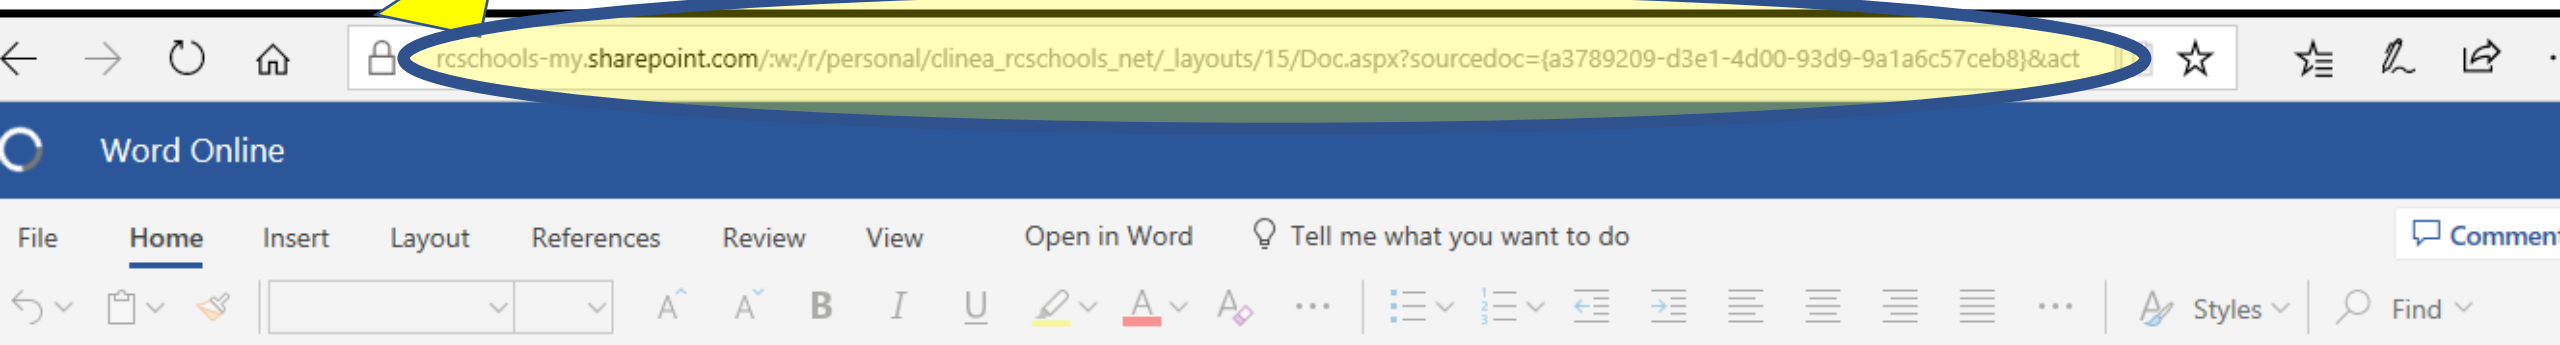 rcschools-my.sharepoint.com/:w:/r/personal/clinea_rcschools_net/_layouts/15/Doc.aspx?sourcedoc={a3789209-d3e1-4d00-93d9-9a1a6c57ceb8}&act
Word Online
File Home Insert Layout References Review View Open in Word Tell me what you want to do Comment
B I U A Styles Find